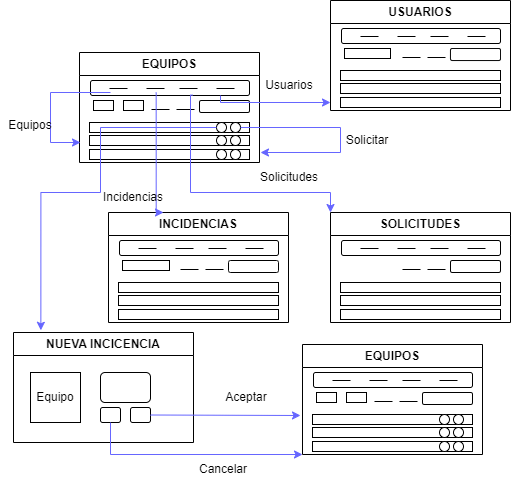 USUARIOS
EQUIPOS
Usuarios
Equipos
Solicitar
Solicitudes
Incidencias
INCIDENCIAS
SOLICITUDES
NUEVA INCICENCIA
EQUIPOS
Equipo
Aceptar
Cancelar